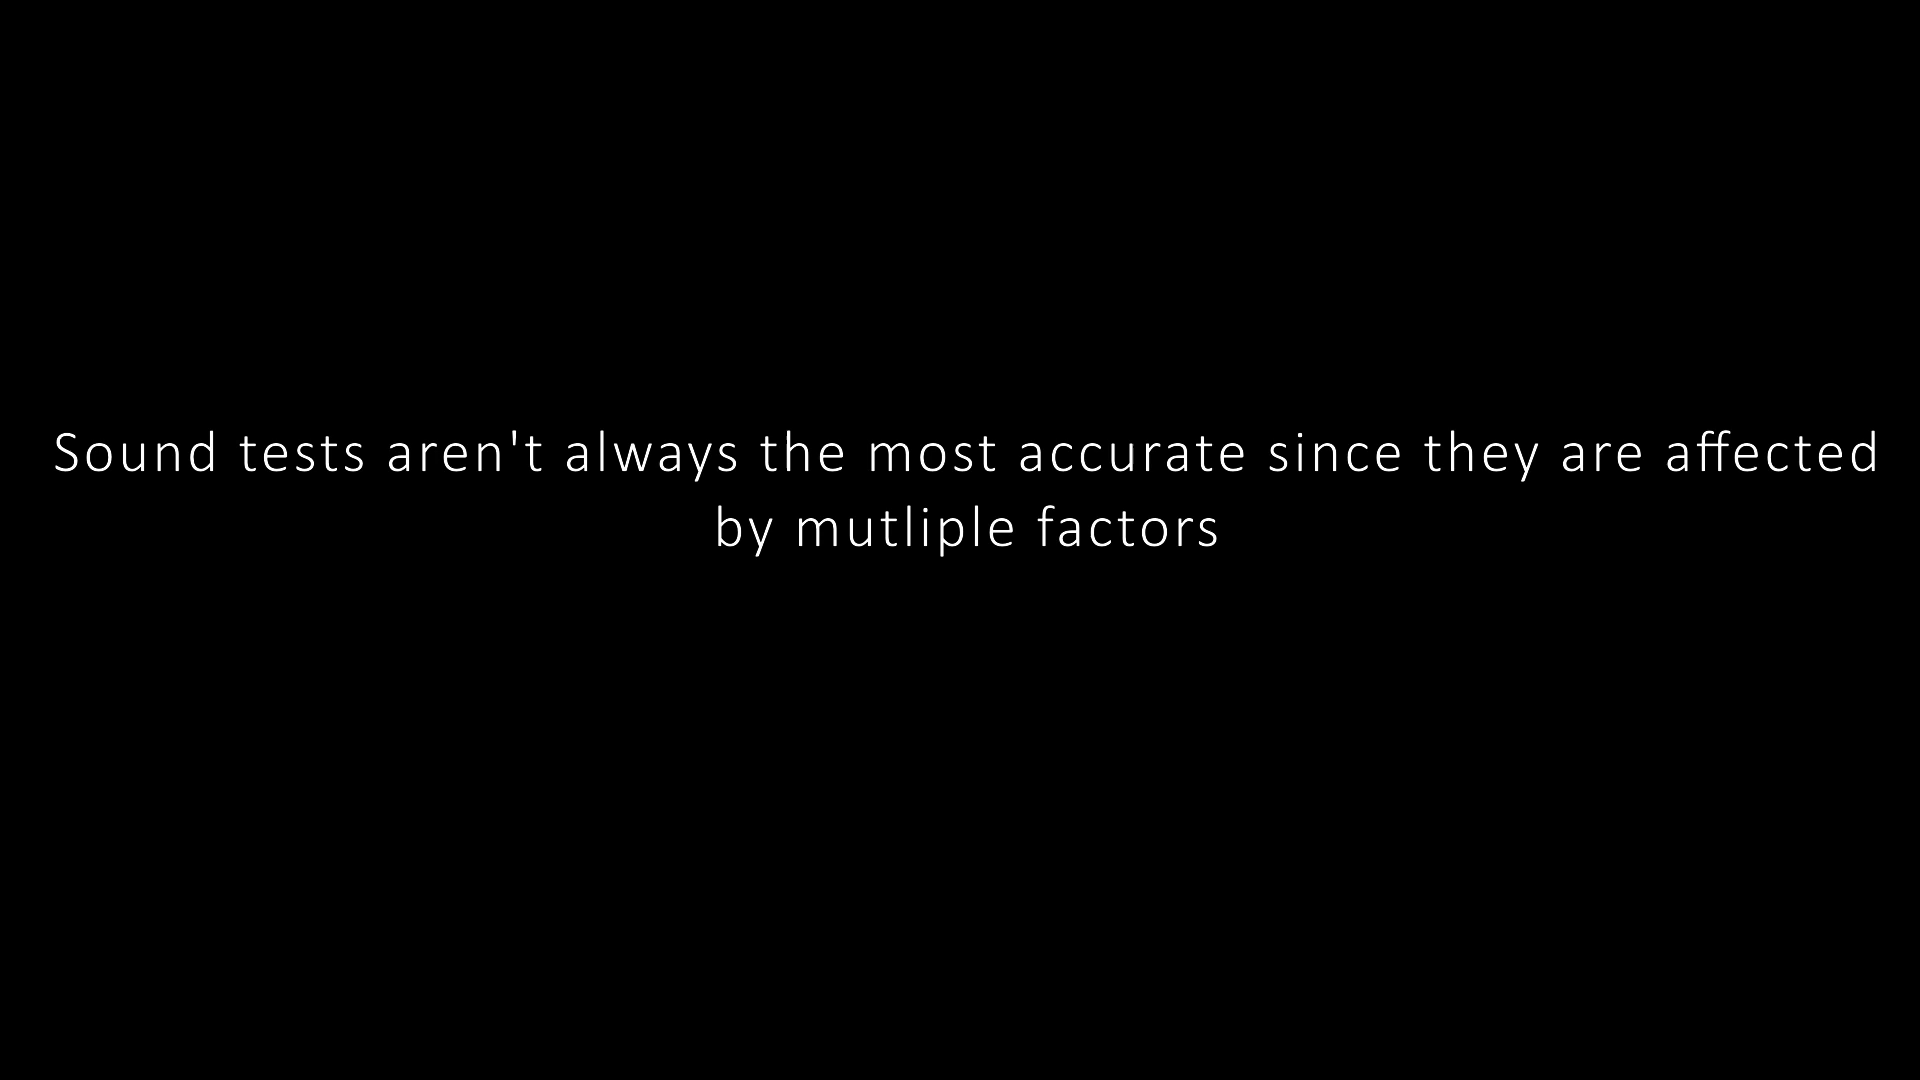 Sound tests aren't always the most accurate since they are affected
by mutliple factors